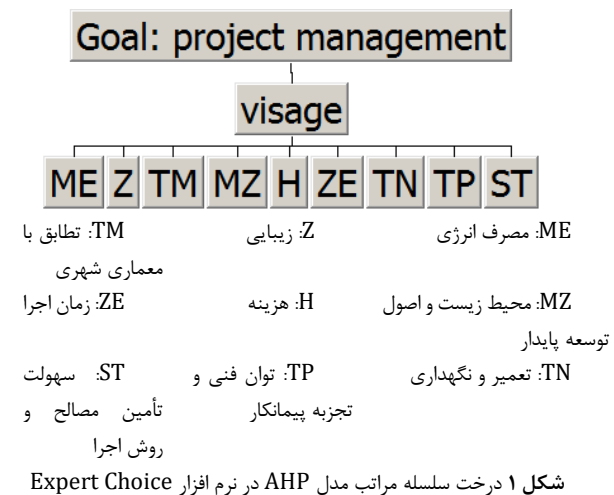 Goal: project management
visage
ME Z TM MZ H ZE TN TP ST
ME: مصرف انرژی Z: زیبایی TM: تطابق با
معماری شهری
MZ: محیط زیست و اصول H: هزینه ZE: زمان اجرا
توسعه پایدار
TN: تعمیر و نگهداری TP: توان فنی و ST: سهولت
تجزبه پیمانکار تأمین مصالح و
روش اجرا
شکل ۱ درخت سلسله مراتب مدل AHP در نرم افزار Expert Choice